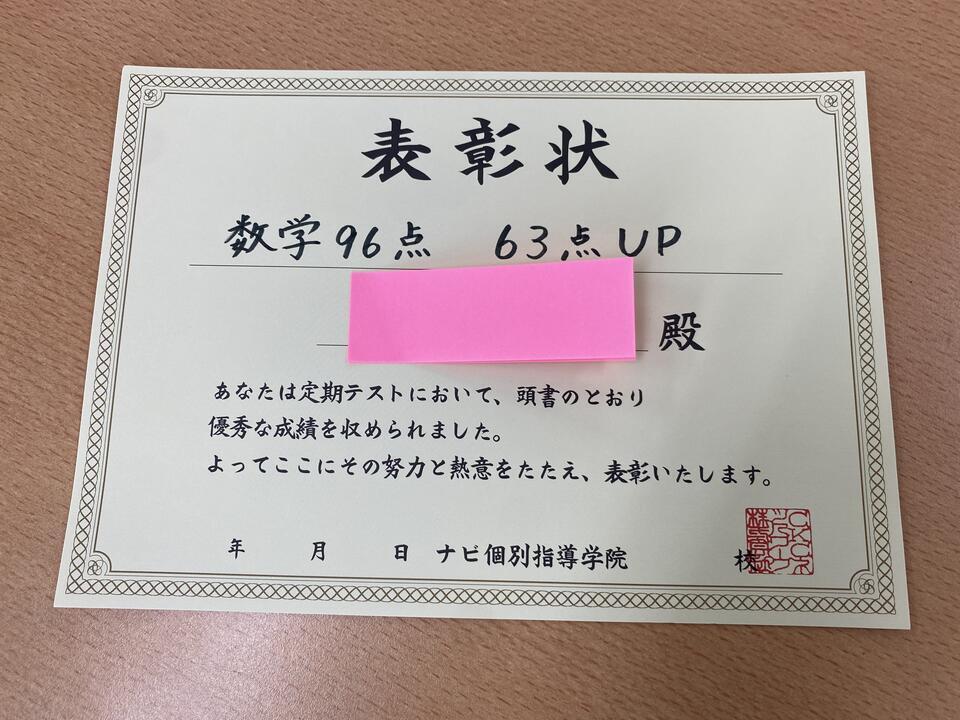 表彰状
数学96点 63点UP
殿
あなたは定期テストにおいて、頭書のとおり
優秀な成績を収められました。
よってここにその努力と熱意をたたえ、表彰いたします。
年 月 日 ナビ個別指導学院 校